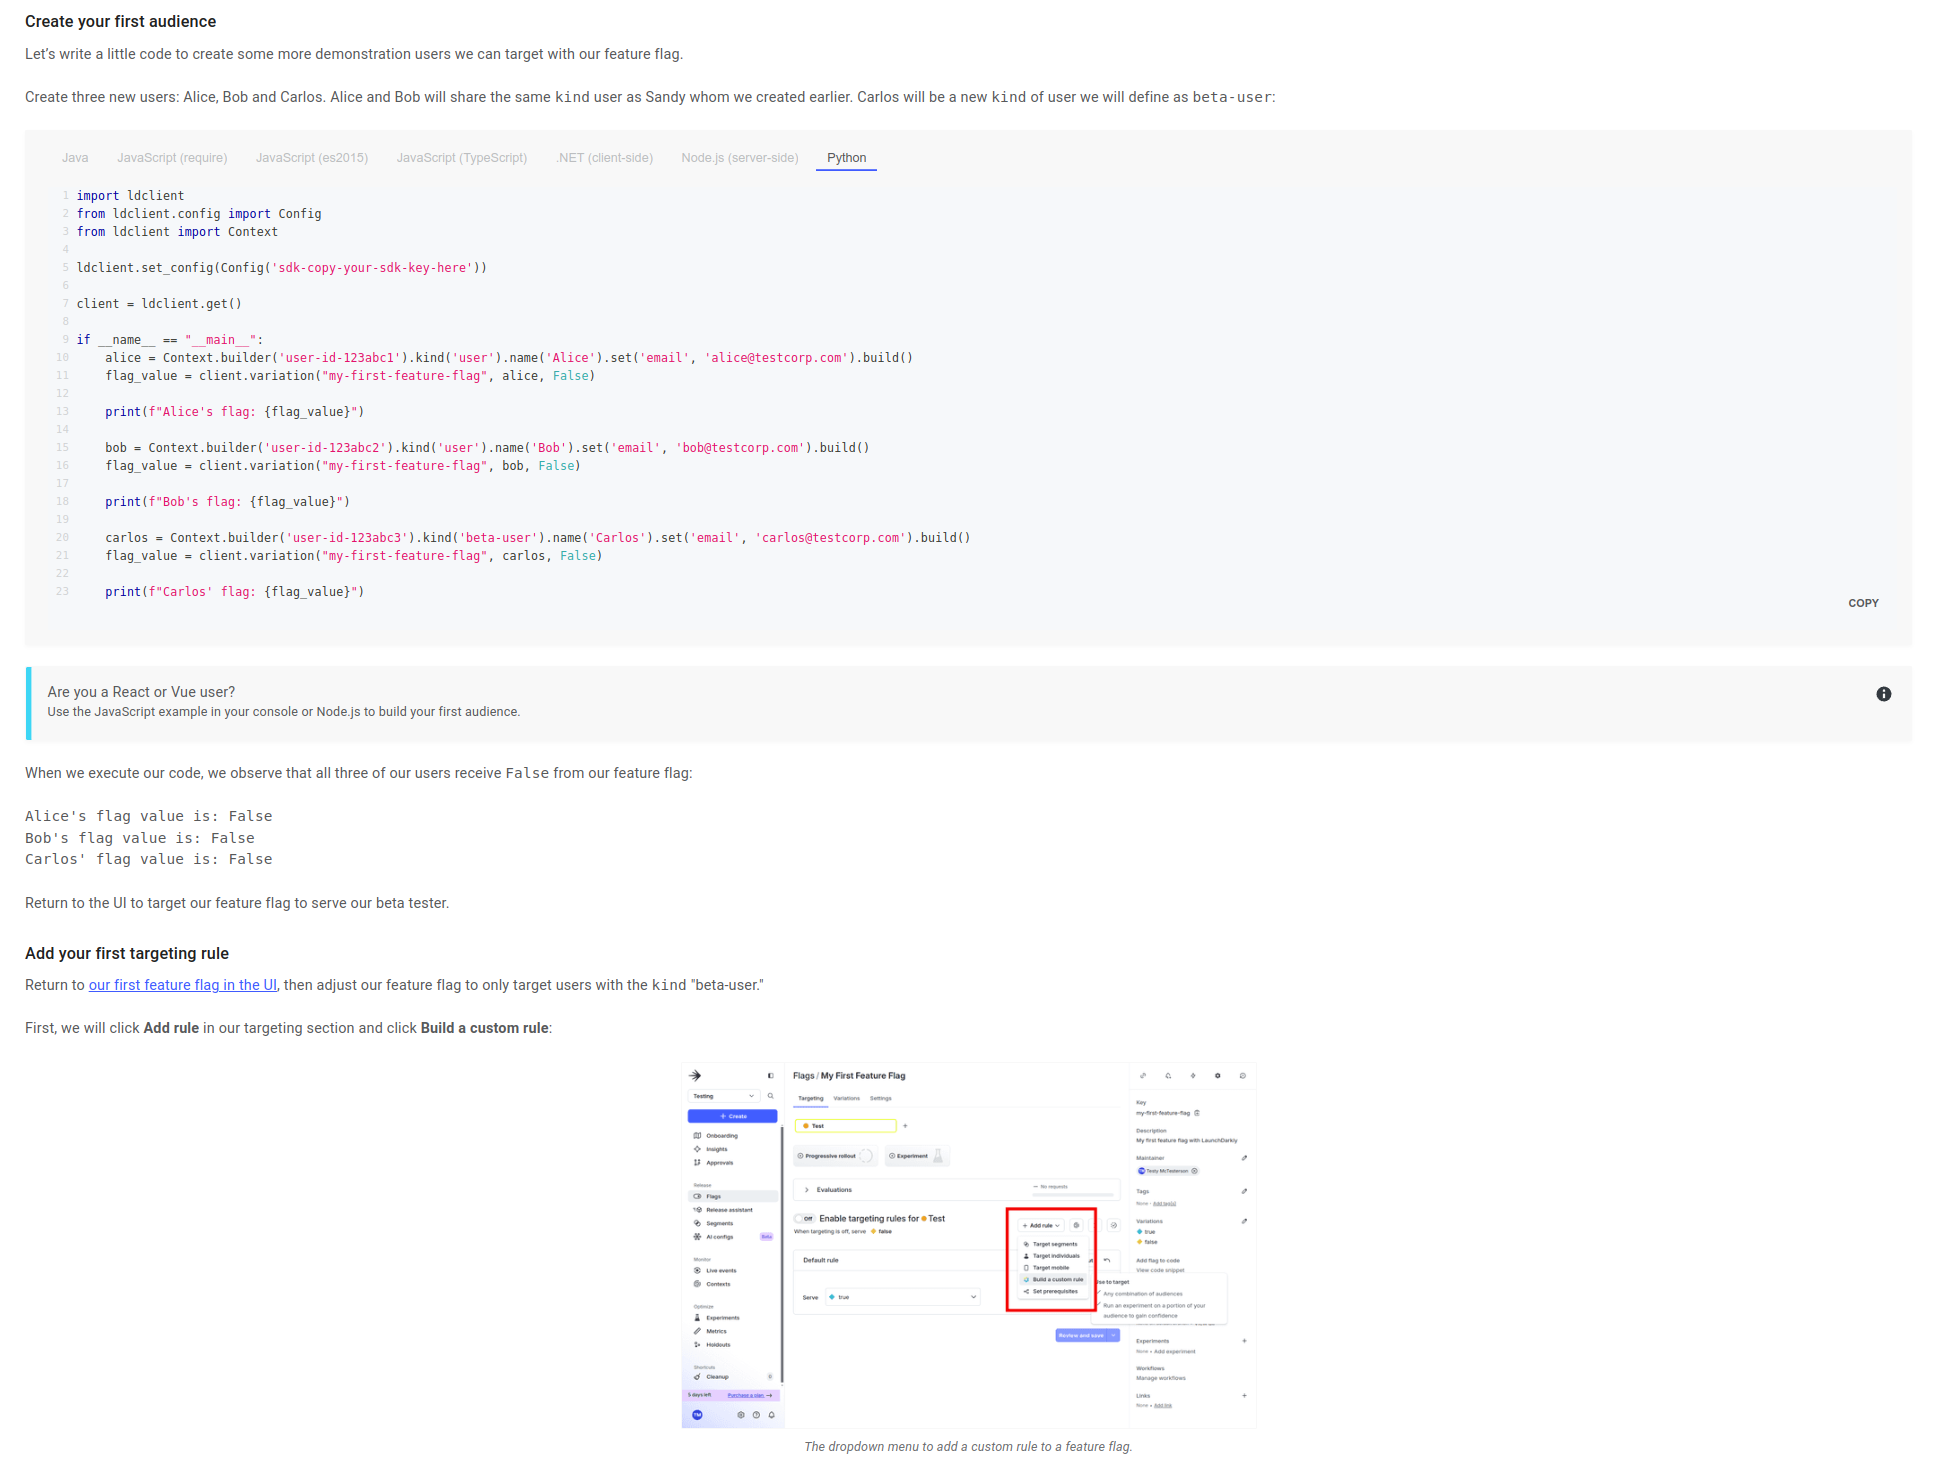 Create your first audience
Let's write a little code to create some more demonstration users we can target with our feature flag.
Create three new users: Alice, Bob and Carlos. Alice and Bob will share the same kind user as Sandy whom we created earlier. Carlos will be a new kind of user we will define as beta-user:
Java JavaScript (require) JavaScript (es2015) JavaScript (TypeScript) .NET (client-side) Node.js (server-side) Python
1 import ldclient
2 from ldclient.config import Config
3 from ldclient import Context
4
5 ldclient.set_config(Config('sdk-copy-your-sdk-key-here'))
6
7 client = ldclient.get()
8
9 if __name__ == "__main__":
10 alice = Context.builder('user-id-123abc1').kind('user').name('Alice').set('email', 'alice@testcorp.com').build()
11 flag_value = client.variation("my-first-feature-flag", alice, False)
12
13 print(f"Alice's flag: {flag_value}")
14
15 bob = Context.builder('user-id-123abc2').kind('user').name('Bob').set('email', 'bob@testcorp.com').build()
16 flag_value = client.variation("my-first-feature-flag", bob, False)
17
18 print(f"Bob's flag: {flag_value}")
19
20 carlos = Context.builder('user-id-123abc3').kind('beta-user').name('Carlos').set('email', 'carlos@testcorp.com').build()
21 flag_value = client.variation("my-first-feature-flag", carlos, False)
22
23 print(f"Carlos' flag: {flag_value}")
COPY
Are you a React or Vue user?
Use the JavaScript example in your console or Node.js to build your first audience.
When we execute our code, we observe that all three of our users receive False from our feature flag:
Alice's flag value is: False
Bob's flag value is: False
Carlos' flag value is: False
Return to the UI to target our feature flag to serve our beta tester.
Add your first targeting rule
Return to our first feature flag in the UI, then adjust our feature flag to only target users with the kind "beta-user."
First, we will click Add rule in our targeting section and click Build a custom rule:
Testing
+ Create
Onboarding
Insights
Approvals
Release
Flags
Release assistant
Segments
AI configs Beta
Monitor
Live events
Contexts
Optimize
Experiments
Metrics
Holdouts
Shortcuts
Cleanup 0
5 days left Purchase a plan →
TM
Flags / My First Feature Flag
Targeting Variations Settings
Test +
Progressive rollout Experiment
Evaluations
No requests
Off Enable targeting rules for Test
When targeting is off, serve false
+ Add rule
Target segments
Target individuals
Target mobile
Build a custom rule
Set prerequisites
Default rule
Serve true
Review and save
Use to target
Any combination of audiences
Run an experiment on a portion of your
audience to gain confidence
Key
my-first-feature-flag
Description
My first feature flag with LaunchDarkly
Maintainer
TM Testy McTesterson
Tags
None • Add tag(s)
Variations
true
false
Add flag to code
View code snippet
Experiments +
None • Add experiment
Workflows
Manage workflows
Links +
None • Add link
The dropdown menu to add a custom rule to a feature flag.